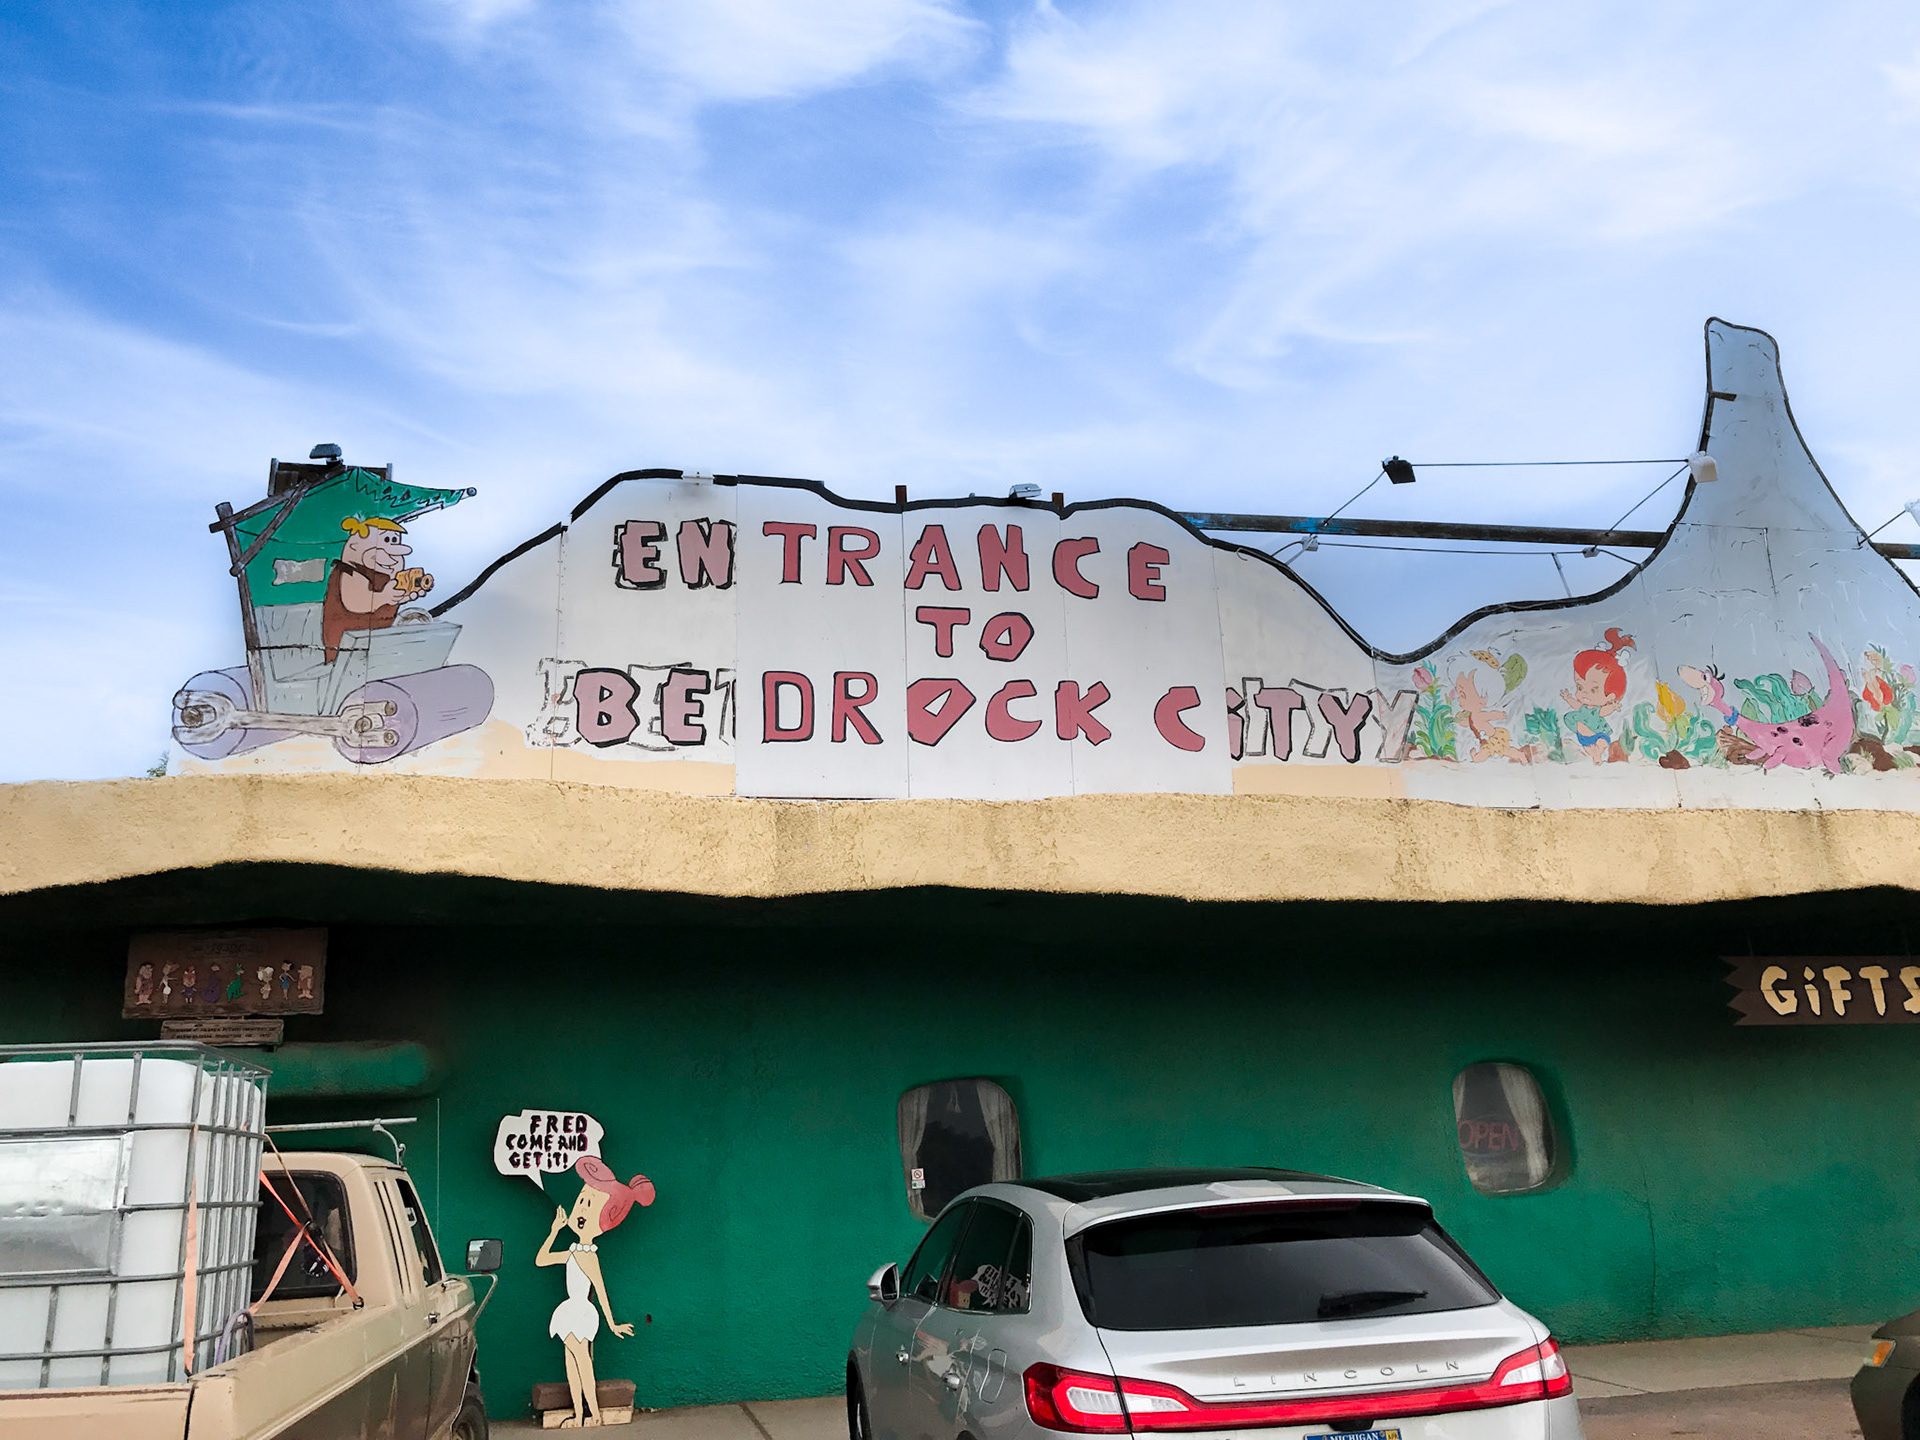 ENTRANCE
TO
BEDROCK CITY
GiFTS
FRED
COME AND
GET iT!
OPEN
LINCOLN
MICHIGAN